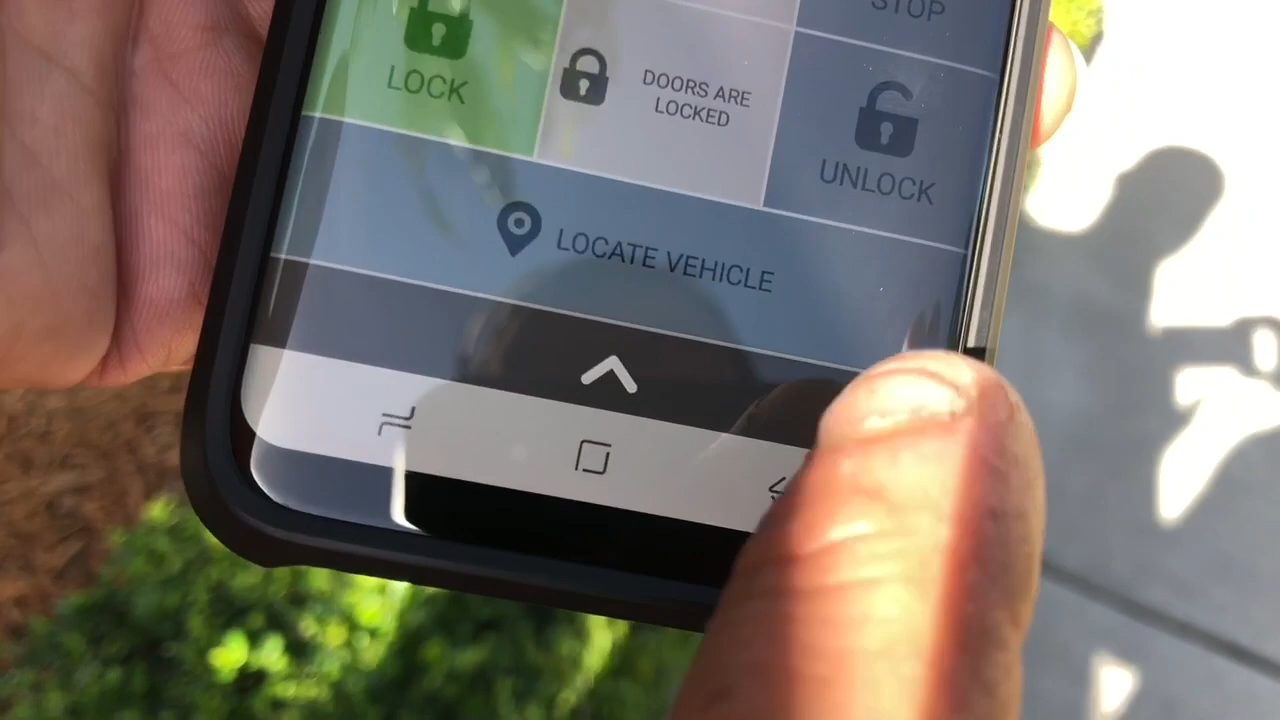 STOP
LOCK
DOORS ARE
LOCKED
UNLOCK
LOCATE VEHICLE